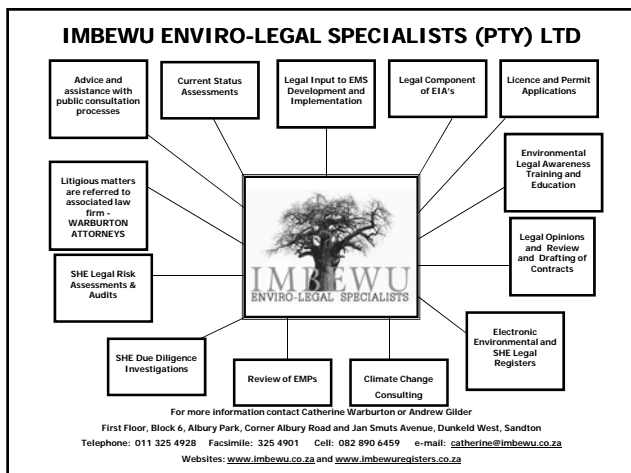 IMBEWU ENVIRO-LEGAL SPECIALISTS (PTY) LTD
Advice and
assistance with
public consultation
processes
Current Status
Assessments
Legal Input to EMS
Development and
Implementation
Legal Component
of EIA's
Licence and Permit
Applications
Litigious matters
are referred to
associated law
firm -
WARBURTON
ATTORNEYS
Environmental
Legal Awareness
Training and
Education
IMBEWU
ENVIRO-LEGAL SPECIALISTS
Legal Opinions
and Review
and Drafting of
Contracts
SHE Legal Risk
Assessments &
Audits
Electronic
Environmental and
SHE Legal
Registers
SHE Due Diligence
Investigations
Review of EMPs
Climate Change
Consulting
For more information contact Catherine Warburton or Andrew Gilder
First Floor, Block 6, Albury Park, Corner Albury Road and Jan Smuts Avenue, Dunkeld West, Sandton
Telephone: 011 325 4928 Facsimile: 325 4901 Cell: 082 890 6459 e-mail: catherine@imbewu.co.za
Websites: www.imbewu.co.za and www.imbewuregisters.co.za